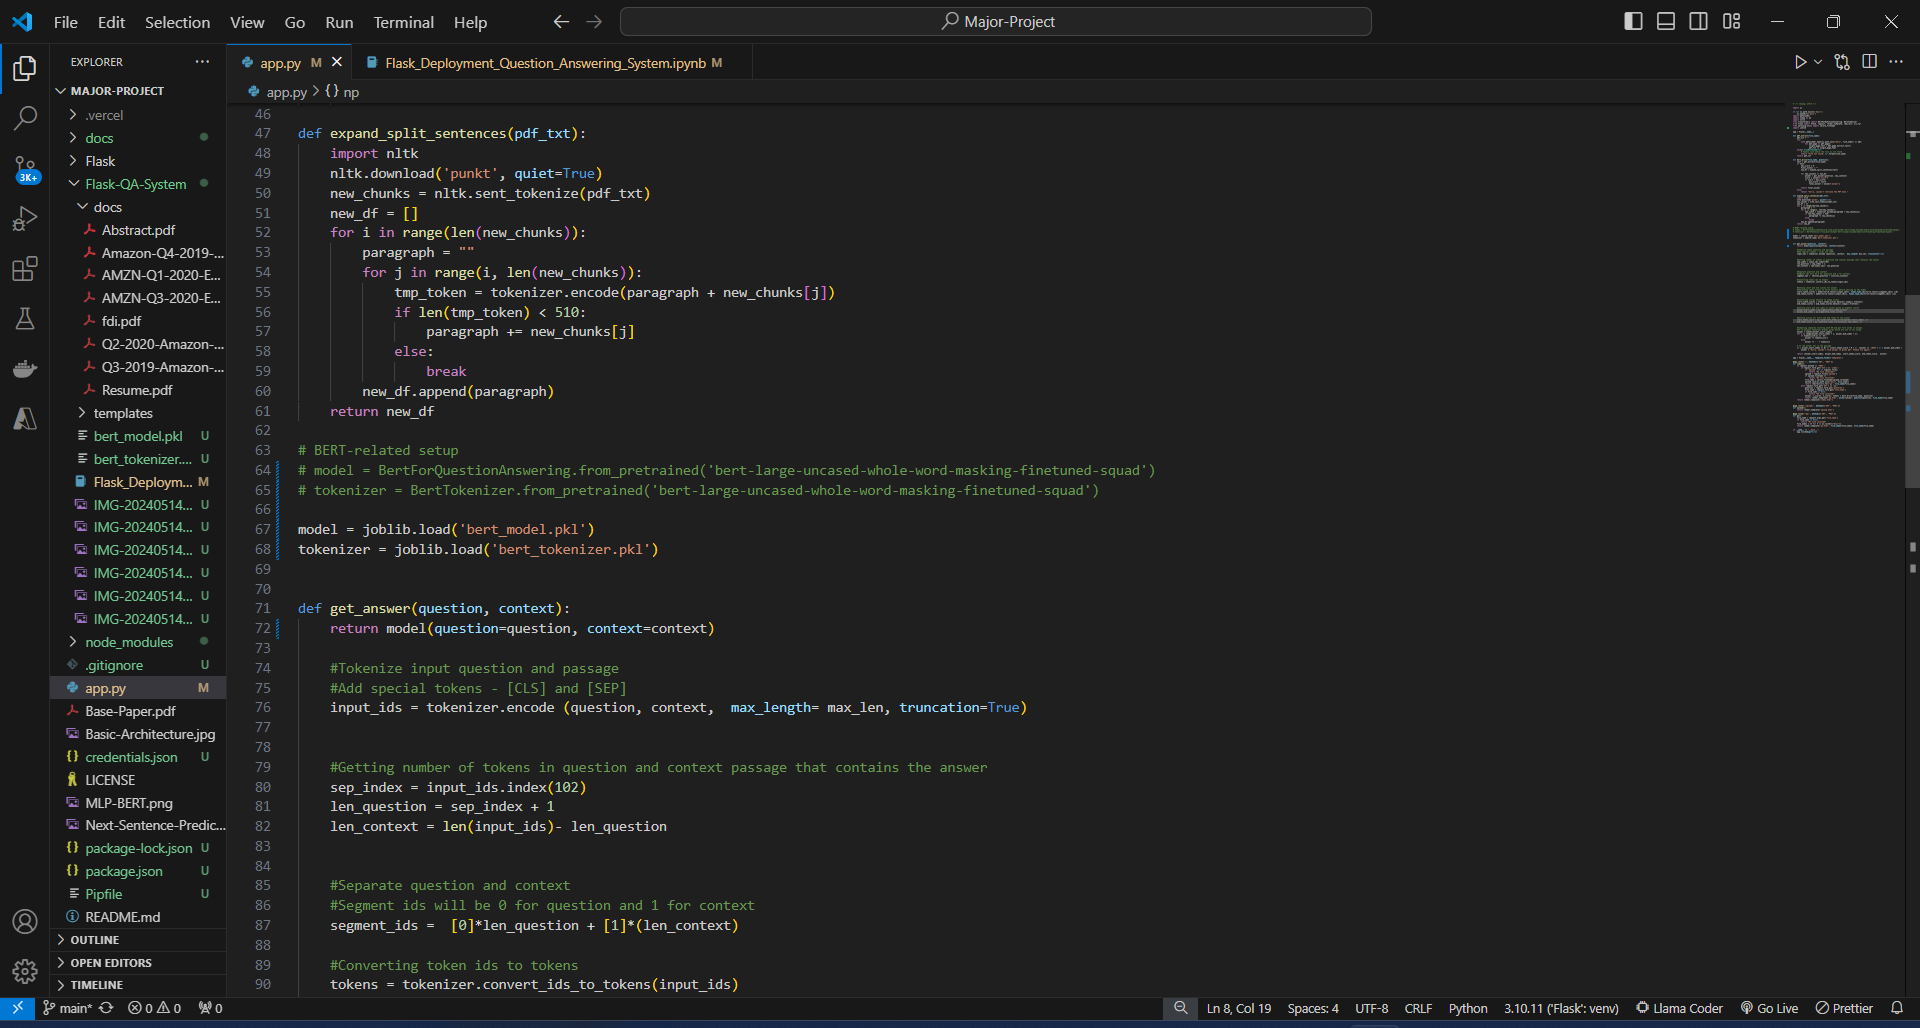 File Edit Selection View Go Run Terminal Help
Major-Project
EXPLORER
MAJOR-PROJECT
.vercel
docs
Flask
Flask-QA-System
docs
Abstract.pdf
Amazon-Q4-2019-...
AMZN-Q1-2020-E...
AMZN-Q3-2020-E...
fdi.pdf
Q2-2020-Amazon-...
Q3-2019-Amazon-...
Resume.pdf
templates
bert_model.pkl U
bert_tokenizer.... U
Flask_Deploym... M
IMG-20240514... U
IMG-20240514... U
IMG-20240514... U
IMG-20240514... U
IMG-20240514... U
IMG-20240514... U
node_modules
.gitignore U
app.py M
Base-Paper.pdf
Basic-Architecture.jpg
credentials.json U
LICENSE
MLP-BERT.png
Next-Sentence-Predic...
package-lock.json U
package.json U
Pipfile U
README.md
OUTLINE
OPEN EDITORS
TIMELINE
3K+
app.py M
Flask_Deployment_Question_Answering_System.ipynb M
app.py > {} np
46
47 def expand_split_sentences(pdf_txt):
48 import nltk
49 nltk.download('punkt', quiet=True)
50 new_chunks = nltk.sent_tokenize(pdf_txt)
51 new_df = []
52 for i in range(len(new_chunks)):
53 paragraph = ""
54 for j in range(i, len(new_chunks)):
55 tmp_token = tokenizer.encode(paragraph + new_chunks[j])
56 if len(tmp_token) < 510:
57 paragraph += new_chunks[j]
58 else:
59 break
60 new_df.append(paragraph)
61 return new_df
62
63 # BERT-related setup
64 # model = BertForQuestionAnswering.from_pretrained('bert-large-uncased-whole-word-masking-finetuned-squad')
65 # tokenizer = BertTokenizer.from_pretrained('bert-large-uncased-whole-word-masking-finetuned-squad')
66
67 model = joblib.load('bert_model.pkl')
68 tokenizer = joblib.load('bert_tokenizer.pkl')
69
70
71 def get_answer(question, context):
72 return model(question=question, context=context)
73
74 #Tokenize input question and passage
75 #Add special tokens - [CLS] and [SEP]
76 input_ids = tokenizer.encode (question, context,  max_length= max_len, truncation=True)
77
78
79 #Getting number of tokens in question and context passage that contains the answer
80 sep_index = input_ids.index(102)
81 len_question = sep_index + 1
82 len_context = len(input_ids)- len_question
83
84
85 #Separate question and context
86 #Segment ids will be 0 for question and 1 for context
87 segment_ids =  [0]*len_question + [1]*(len_context)
88
89 #Converting token ids to tokens
90 tokens = tokenizer.convert_ids_to_tokens(input_ids)
main* 0 0 0 Ln 8, Col 19 Spaces: 4 UTF-8 CRLF Python 3.10.11 ('Flask': venv) Llama Coder Go Live Prettier